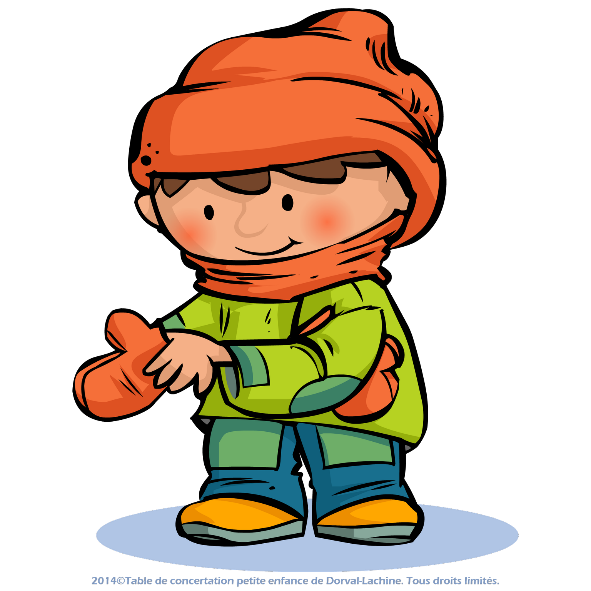 2014©Table de concertation petite enfance de Dorval-Lachine. Tous droits limités.